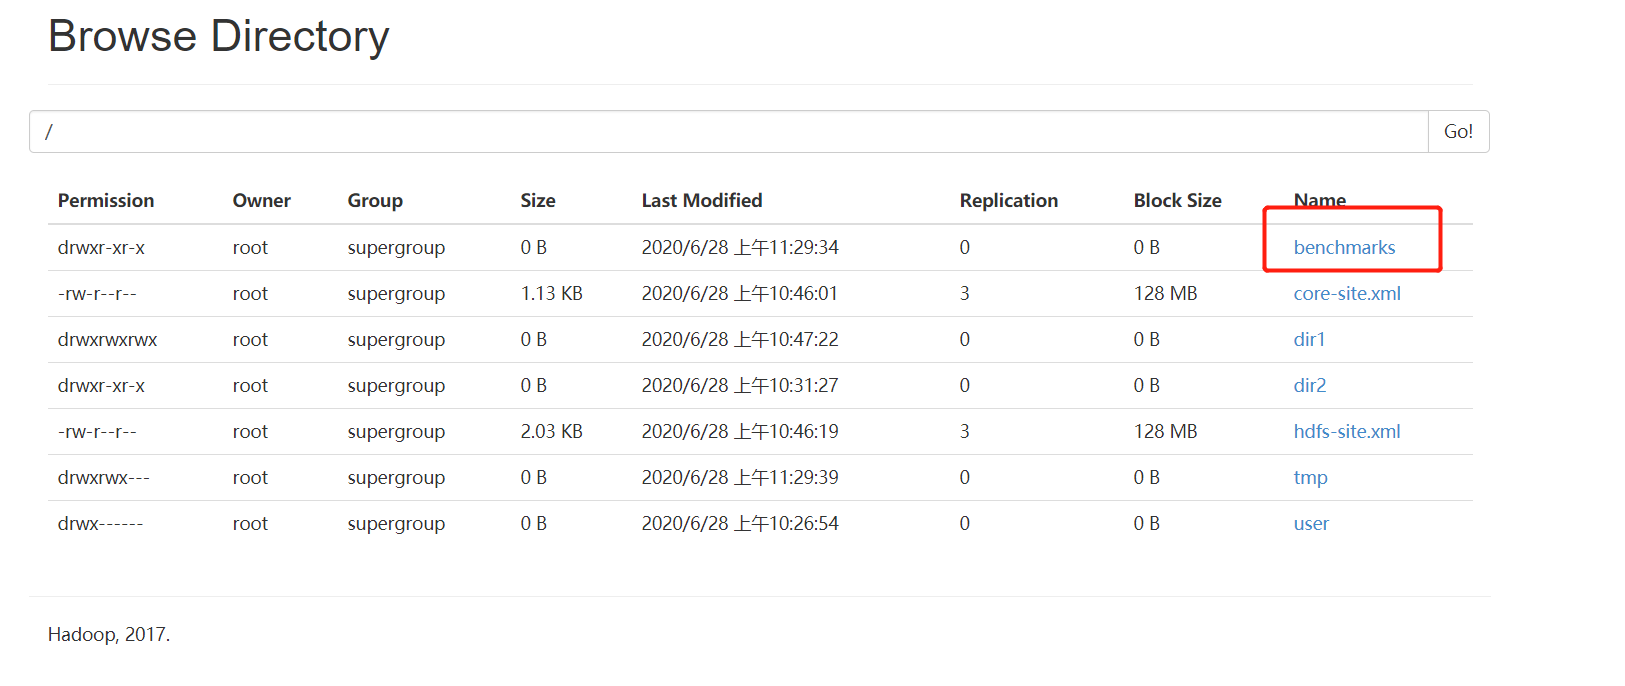 Browse Directory
/ Go!
Permission Owner Group Size Last Modified Replication Block Size Name
drwxr-xr-x root supergroup 0 B 2020/6/28 上午11:29:34 0 0 B benchmarks
-rw-r--r-- root supergroup 1.13 KB 2020/6/28 上午10:46:01 3 128 MB core-site.xml
drwxrwxrwx root supergroup 0 B 2020/6/28 上午10:47:22 0 0 B dir1
drwxr-xr-x root supergroup 0 B 2020/6/28 上午10:31:27 0 0 B dir2
-rw-r--r-- root supergroup 2.03 KB 2020/6/28 上午10:46:19 3 128 MB hdfs-site.xml
drwxrwx--- root supergroup 0 B 2020/6/28 上午11:29:39 0 0 B tmp
drwx------ root supergroup 0 B 2020/6/28 上午10:26:54 0 0 B user
Hadoop, 2017.